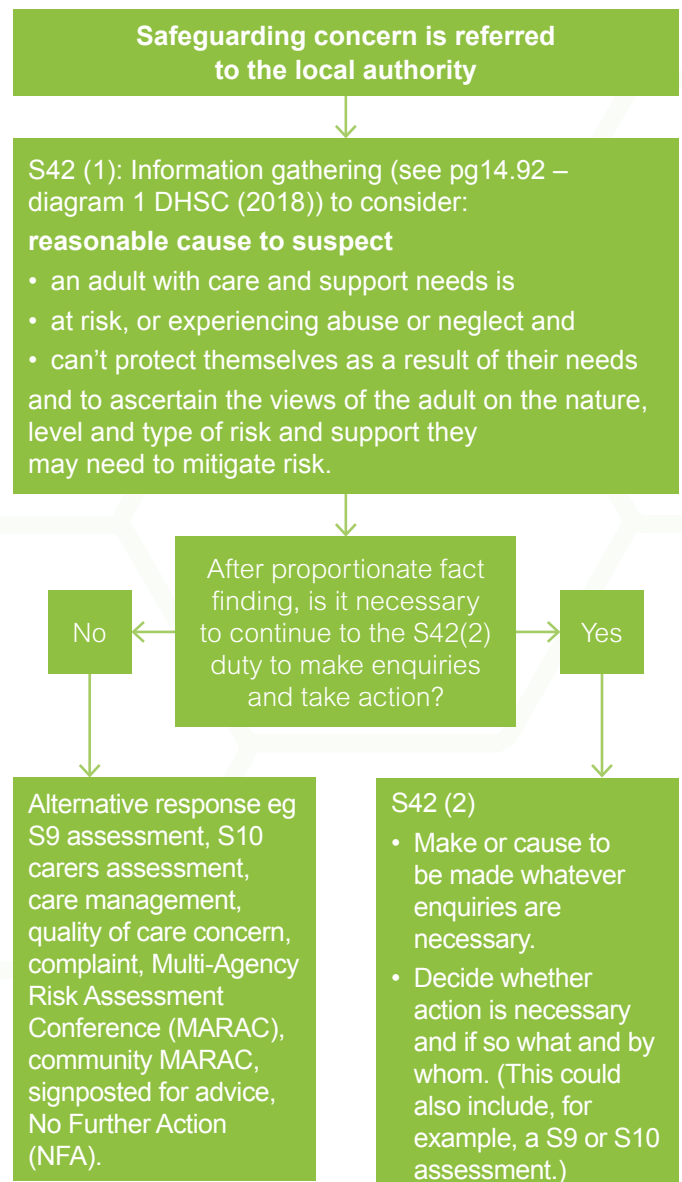 Safeguarding concern is referred
to the local authority
S42 (1): Information gathering (see pg14.92 –
diagram 1 DHSC (2018)) to consider:
reasonable cause to suspect
• an adult with care and support needs is
• at risk, or experiencing abuse or neglect and
• can’t protect themselves as a result of their needs
and to ascertain the views of the adult on the nature,
level and type of risk and support they
may need to mitigate risk.
After proportionate fact
finding, is it necessary
to continue to the S42(2)
duty to make enquiries
and take action?
No
Yes
Alternative response eg
S9 assessment, S10
carers assessment,
care management,
quality of care concern,
complaint, Multi-Agency
Risk Assessment
Conference (MARAC),
community MARAC,
signposted for advice,
No Further Action
(NFA).
S42 (2)
• Make or cause to
be made whatever
enquiries are
necessary.
• Decide whether
action is necessary
and if so what and by
whom. (This could
also include, for
example, a S9 or S10
assessment.)